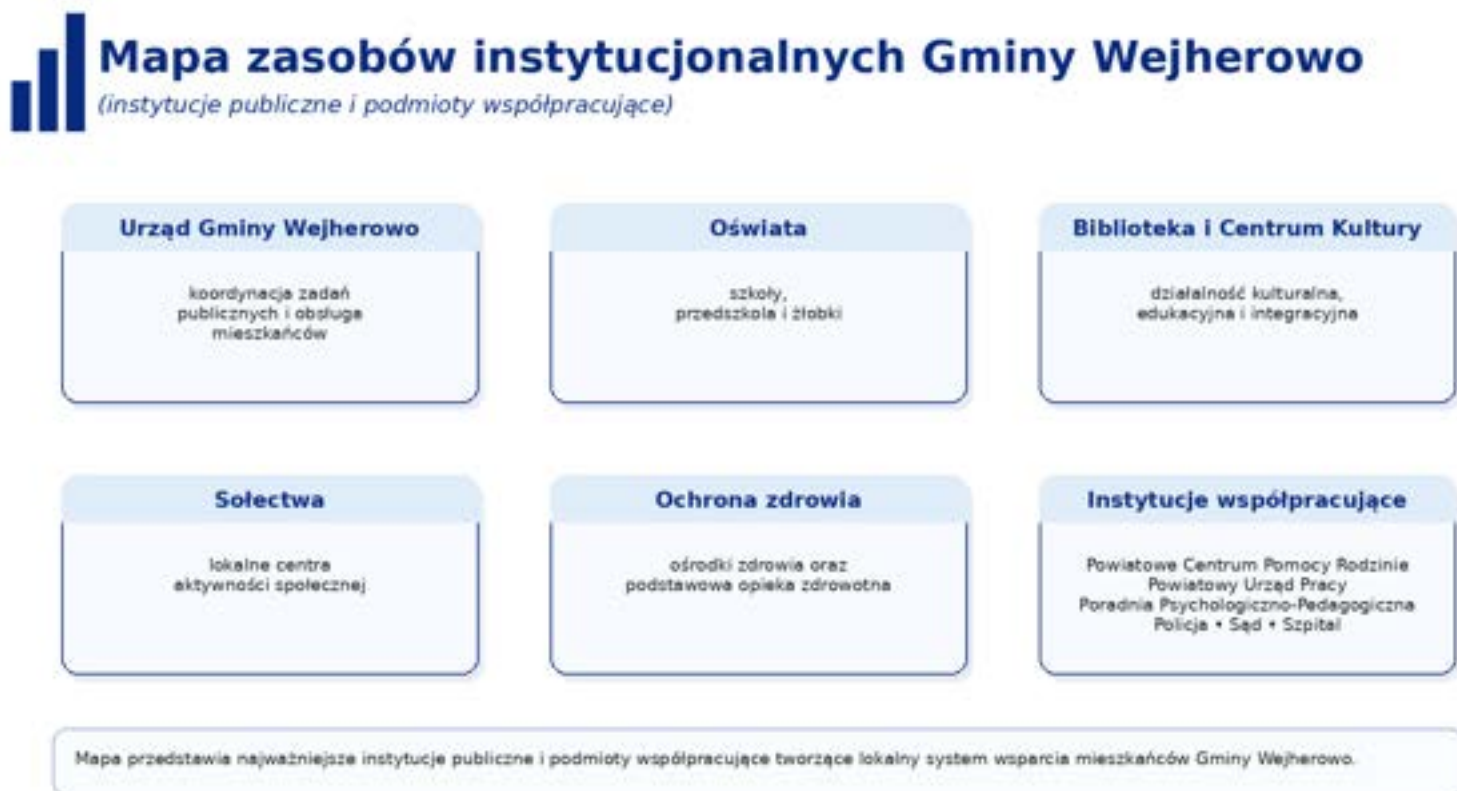 Mapa zasobów instytucjonalnych Gminy Wejherowo
(instytucje publiczne i podmioty współpracujące)
Urząd Gminy Wejherowo
koordynacja zadań
publicznych i obsługa
mieszkańców
Oświata
szkoły,
przedszkola i żłobki
Biblioteka i Centrum Kultury
działalność kulturalna,
edukacyjna i integracyjna
Sołectwa
lokalne centra
aktywności społecznej
Ochrona zdrowia
ośrodki zdrowia oraz
podstawowa opieka zdrowotna
Instytucje współpracujące
Powiatowe Centrum Pomocy Rodzinie
Powiatowy Urząd Pracy
Poradnia Psychologiczno-Pedagogiczna
Policja • Sąd • Szpital
Mapa przedstawia najważniejsze instytucje publiczne i podmioty współpracujące tworzące lokalny system wsparcia mieszkańców Gminy Wejherowo.